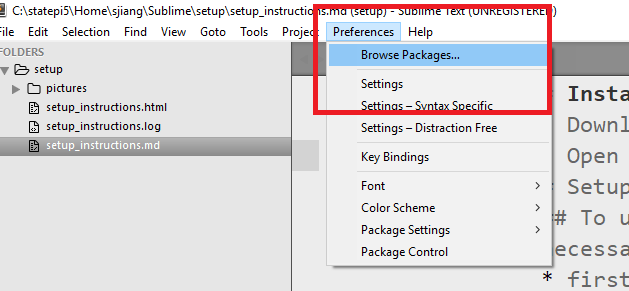 C:\statepi5\Home\sjiang\Sublime\setup\setup_instructions.md (setup) - Sublime Text (UNREGISTERED)
File Edit Selection Find View Goto Tools Project Preferences Help
FOLDERS
setup
pictures
setup_instructions.html
setup_instructions.log
setup_instructions.md
Browse Packages...
Settings
Settings – Syntax Specific
Settings – Distraction Free
Key Bindings
Font
Color Scheme
Package Settings
Package Control
Insta
Downl
Open
# Setup
## To u
ecessa
* first